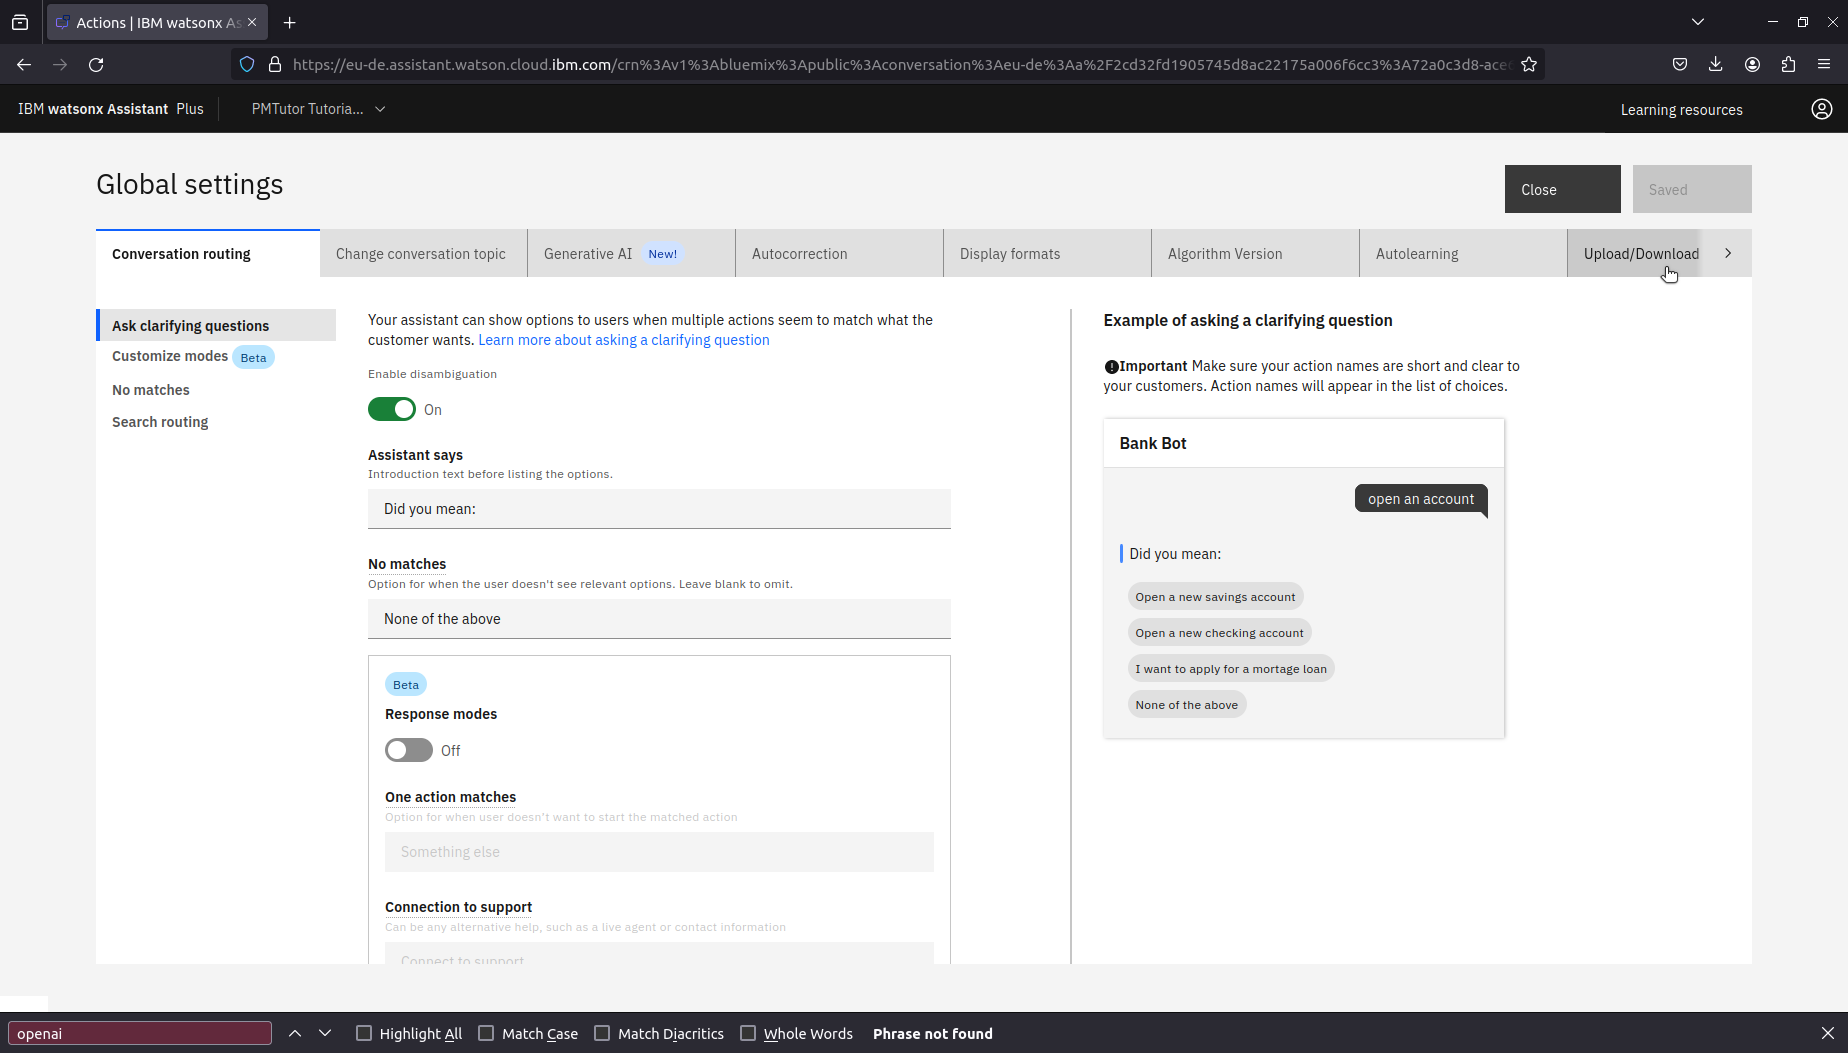 Actions | IBM watsonx As
https://eu-de.assistant.watson.cloud.ibm.com/crn%3Av1%3Abluemix%3Apublic%3Aconversation%3Aeu-de%3Aa%2F2cd32fd1905745d8ac22175a006f6cc3%3A72a0c3d8-acec
IBM watsonx Assistant Plus
PMTutor Tutoria...
Learning resources
Global settings
Close
Saved
Conversation routing
Change conversation topic
Generative AI New!
Autocorrection
Display formats
Algorithm Version
Autolearning
Upload/Download
Ask clarifying questions
Customize modes Beta
No matches
Search routing
Your assistant can show options to users when multiple actions seem to match what the
customer wants. Learn more about asking a clarifying question
Enable disambiguation
On
Assistant says
Introduction text before listing the options.
Did you mean:
No matches
Option for when the user doesn't see relevant options. Leave blank to omit.
None of the above
Beta
Response modes
Off
One action matches
Option for when user doesn't want to start the matched action
Something else
Connection to support
Can be any alternative help, such as a live agent or contact information
Connect to support
Example of asking a clarifying question
Important Make sure your action names are short and clear to
your customers. Action names will appear in the list of choices.
Bank Bot
open an account
Did you mean:
Open a new savings account
Open a new checking account
I want to apply for a mortage loan
None of the above
openai
Highlight All
Match Case
Match Diacritics
Whole Words
Phrase not found